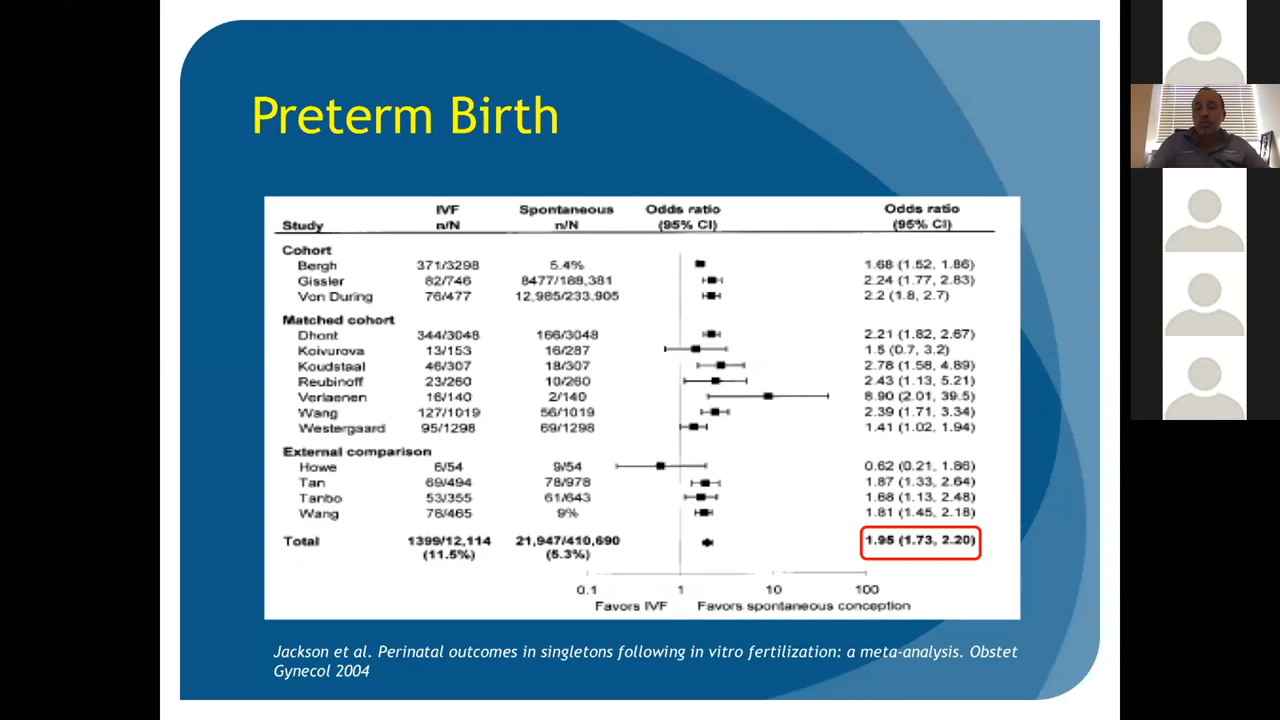 Preterm Birth
IVF Spontaneous Odds ratio Odds ratio
Study n/N n/N (95% CI) (95% CI)
Cohort
Bergh 371/3298 5.4% 1.68 (1.52, 1.86)
Gissler 82/746 8477/188,381 2.24 (1.77, 2.83)
Von During 76/477 12,985/233,905 2.2 (1.8, 2.7)
Matched cohort
Dhont 344/3048 166/3048 2.21 (1.82, 2.67)
Koivurova 13/153 16/287 1.5 (0.7, 3.2)
Koudstaal 46/307 18/307 2.78 (1.58, 4.89)
Reubinoff 23/260 10/260 2.43 (1.13, 5.21)
Verlaenen 16/140 2/140 8.90 (2.01, 39.5)
Wang 127/1019 56/1019 2.39 (1.71, 3.34)
Westergaard 95/1298 69/1298 1.41 (1.02, 1.94)
External comparison
Howe 6/54 9/54 0.62 (0.21, 1.86)
Tan 69/494 78/978 1.87 (1.33, 2.64)
Tanbo 53/355 61/643 1.68 (1.13, 2.48)
Wang 76/465 9% 1.81 (1.45, 2.18)
Total 1399/12,114 21,947/410,690 1.95 (1.73, 2.20)
(11.5%) (5.3%)
0.1 1 10 100
Favors IVF Favors spontaneous conception
Jackson et al. Perinatal outcomes in singletons following in vitro fertilization: a meta-analysis. Obstet
Gynecol 2004